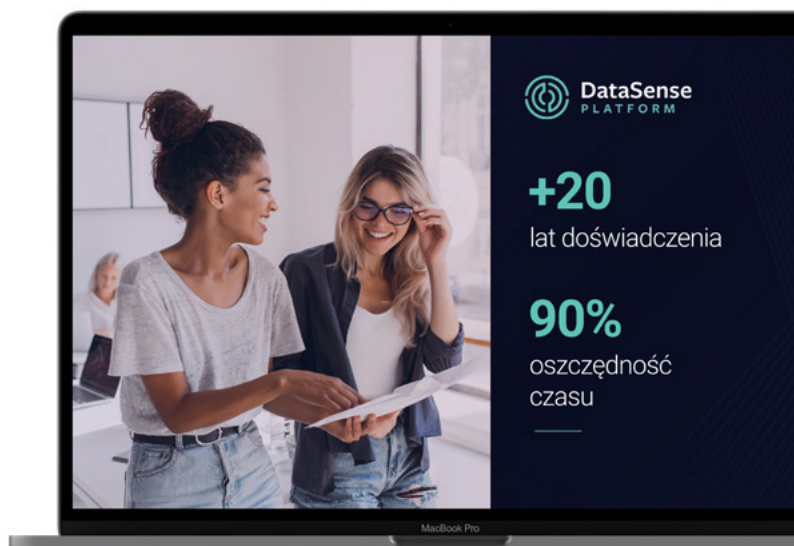 DataSense
PLATFORM
+20
lat doświadczenia
90%
oszczędność
czasu
MacBook Pro